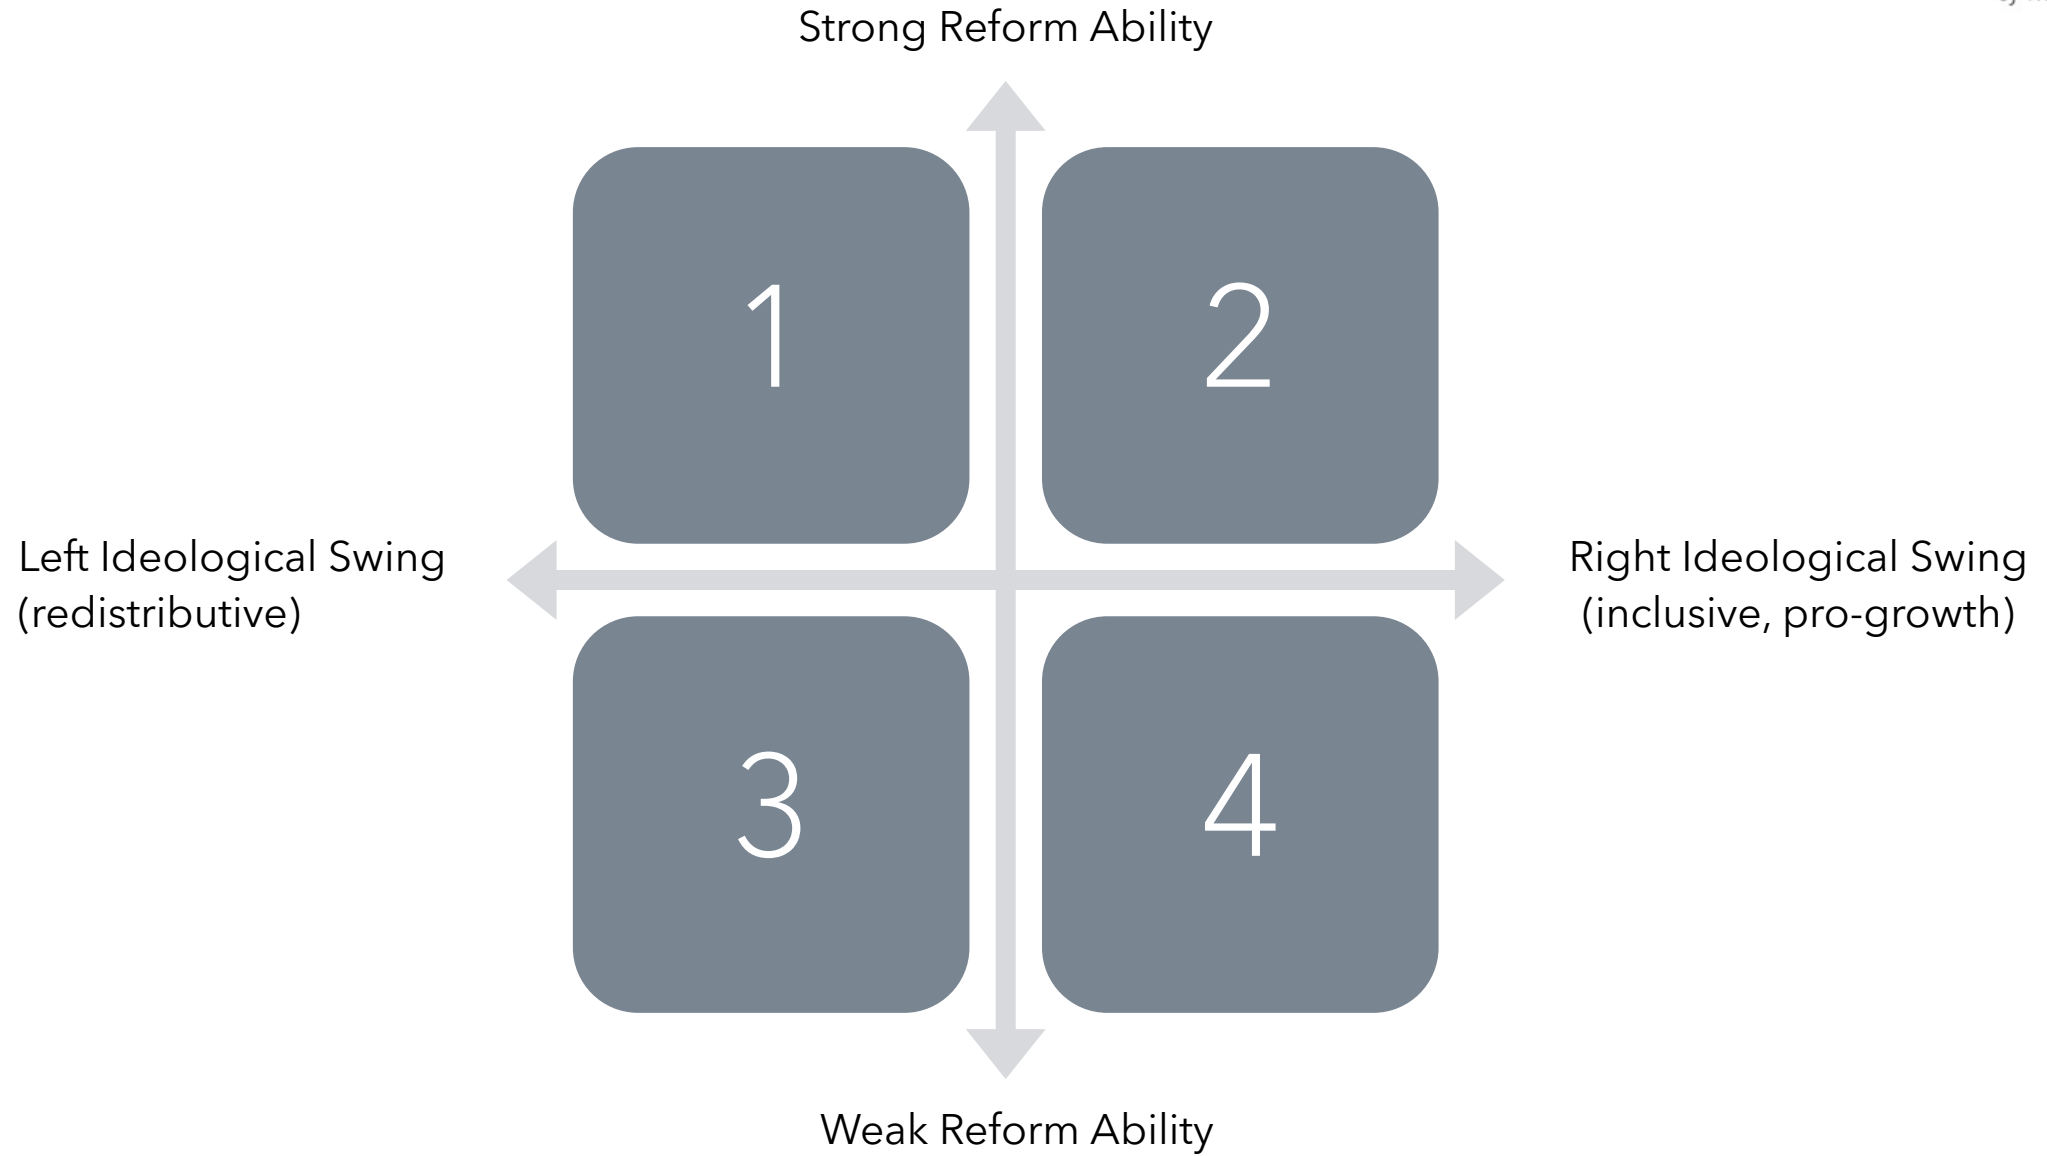 Strong Reform Ability
1
2
Left Ideological Swing
(redistributive)
Right Ideological Swing
(inclusive, pro-growth)
3
4
Weak Reform Ability